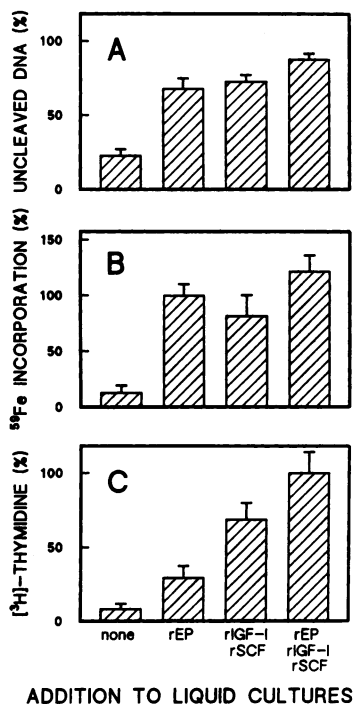 UNCLEAVED DNA (%)
100
50
0
A
⁵⁹Fe INCORPORATION (%)
150
100
50
0
B
[³H]-THYMIDINE (%)
100
50
0
C
none rEP rIGF-I rEP
rSCF rIGF-I
rSCF
ADDITION TO LIQUID CULTURES